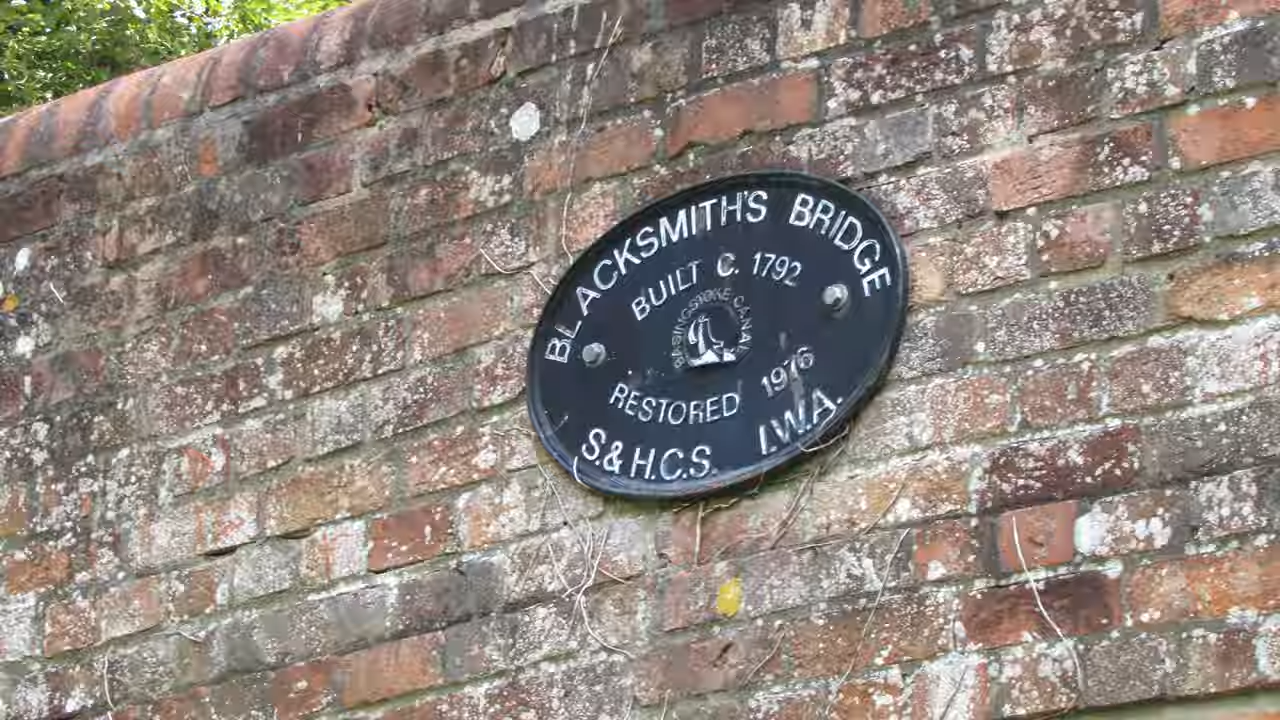 BLACKSMITH'S BRIDGE
BUILT C. 1792
BASINGSTOKE CANAL
RESTORED 1976
S.& H.C.S. I.W.A.